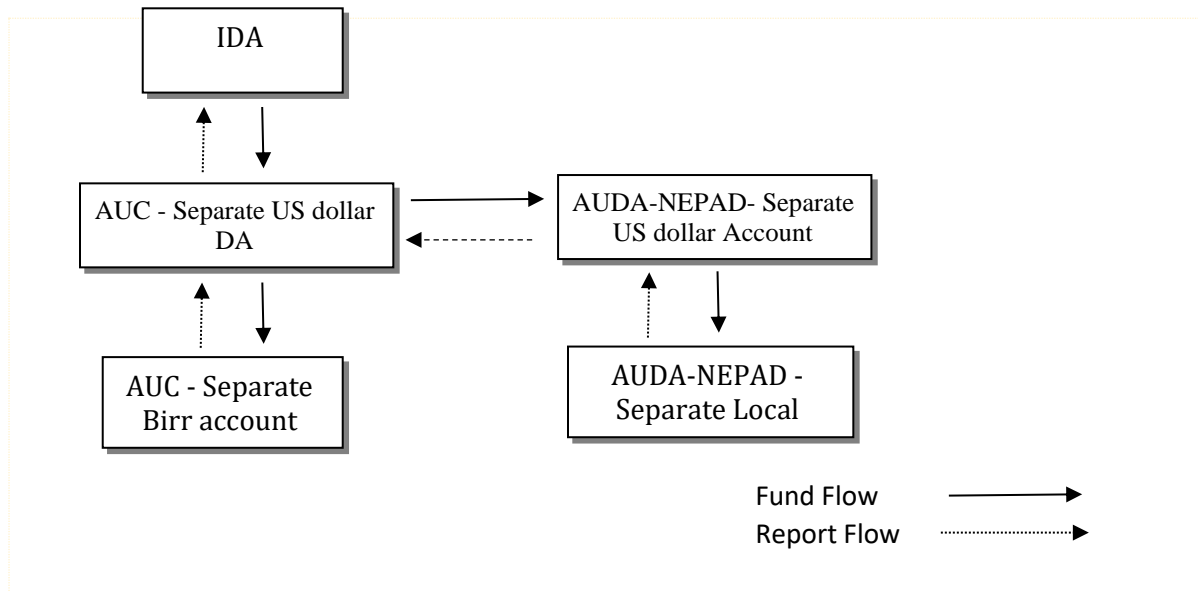 IDA
AUC - Separate US dollar
DA
AUDA-NEPAD- Separate
US dollar Account
AUC - Separate
Birr account
AUDA-NEPAD -
Separate Local
Fund Flow
Report Flow